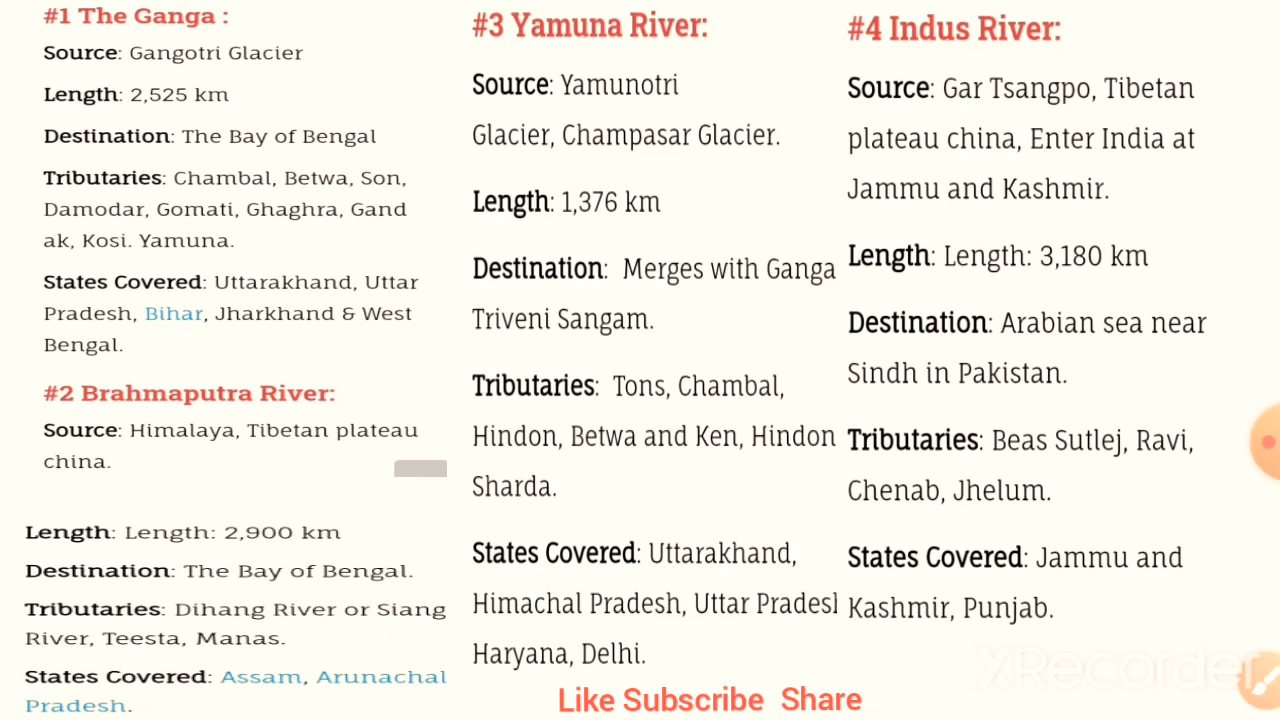 #1 The Ganga :
Source: Gangotri Glacier
Length: 2,525 km
Destination: The Bay of Bengal
Tributaries: Chambal, Betwa, Son,
Damodar, Gomati, Ghaghra, Gand
ak, Kosi. Yamuna.
States Covered: Uttarakhand, Uttar
Pradesh, Bihar, Jharkhand & West
Bengal.
#2 Brahmaputra River:
Source: Himalaya, Tibetan plateau
china.
Length: Length: 2,900 km
Destination: The Bay of Bengal.
Tributaries: Dihang River or Siang
River, Teesta, Manas.
States Covered: Assam, Arunachal
Pradesh.
#3 Yamuna River:
Source: Yamunotri
Glacier, Champasar Glacier.
Length: 1,376 km
Destination: Merges with Ganga
Triveni Sangam.
Tributaries: Tons, Chambal,
Hindon, Betwa and Ken, Hindon
Sharda.
States Covered: Uttarakhand,
Himachal Pradesh, Uttar Pradesh
Haryana, Delhi.
#4 Indus River:
Source: Gar Tsangpo, Tibetan
plateau china, Enter India at
Jammu and Kashmir.
Length: Length: 3,180 km
Destination: Arabian sea near
Sindh in Pakistan.
Tributaries: Beas Sutlej, Ravi,
Chenab, Jhelum.
States Covered: Jammu and
Kashmir, Punjab.
XRecorder
Like Subscribe Share